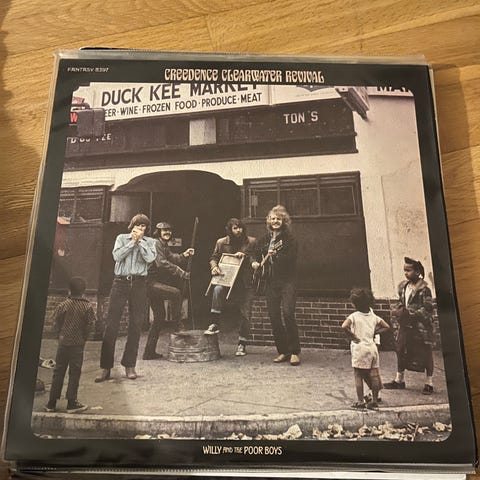 FANTASY 8397
CREEDENCE CLEARWATER REVIVAL
DUCK KEE MARKET
BEER·WINE·FROZEN FOOD·PRODUCE·MEAT
TON'S
WILLY AND THE POOR BOYS